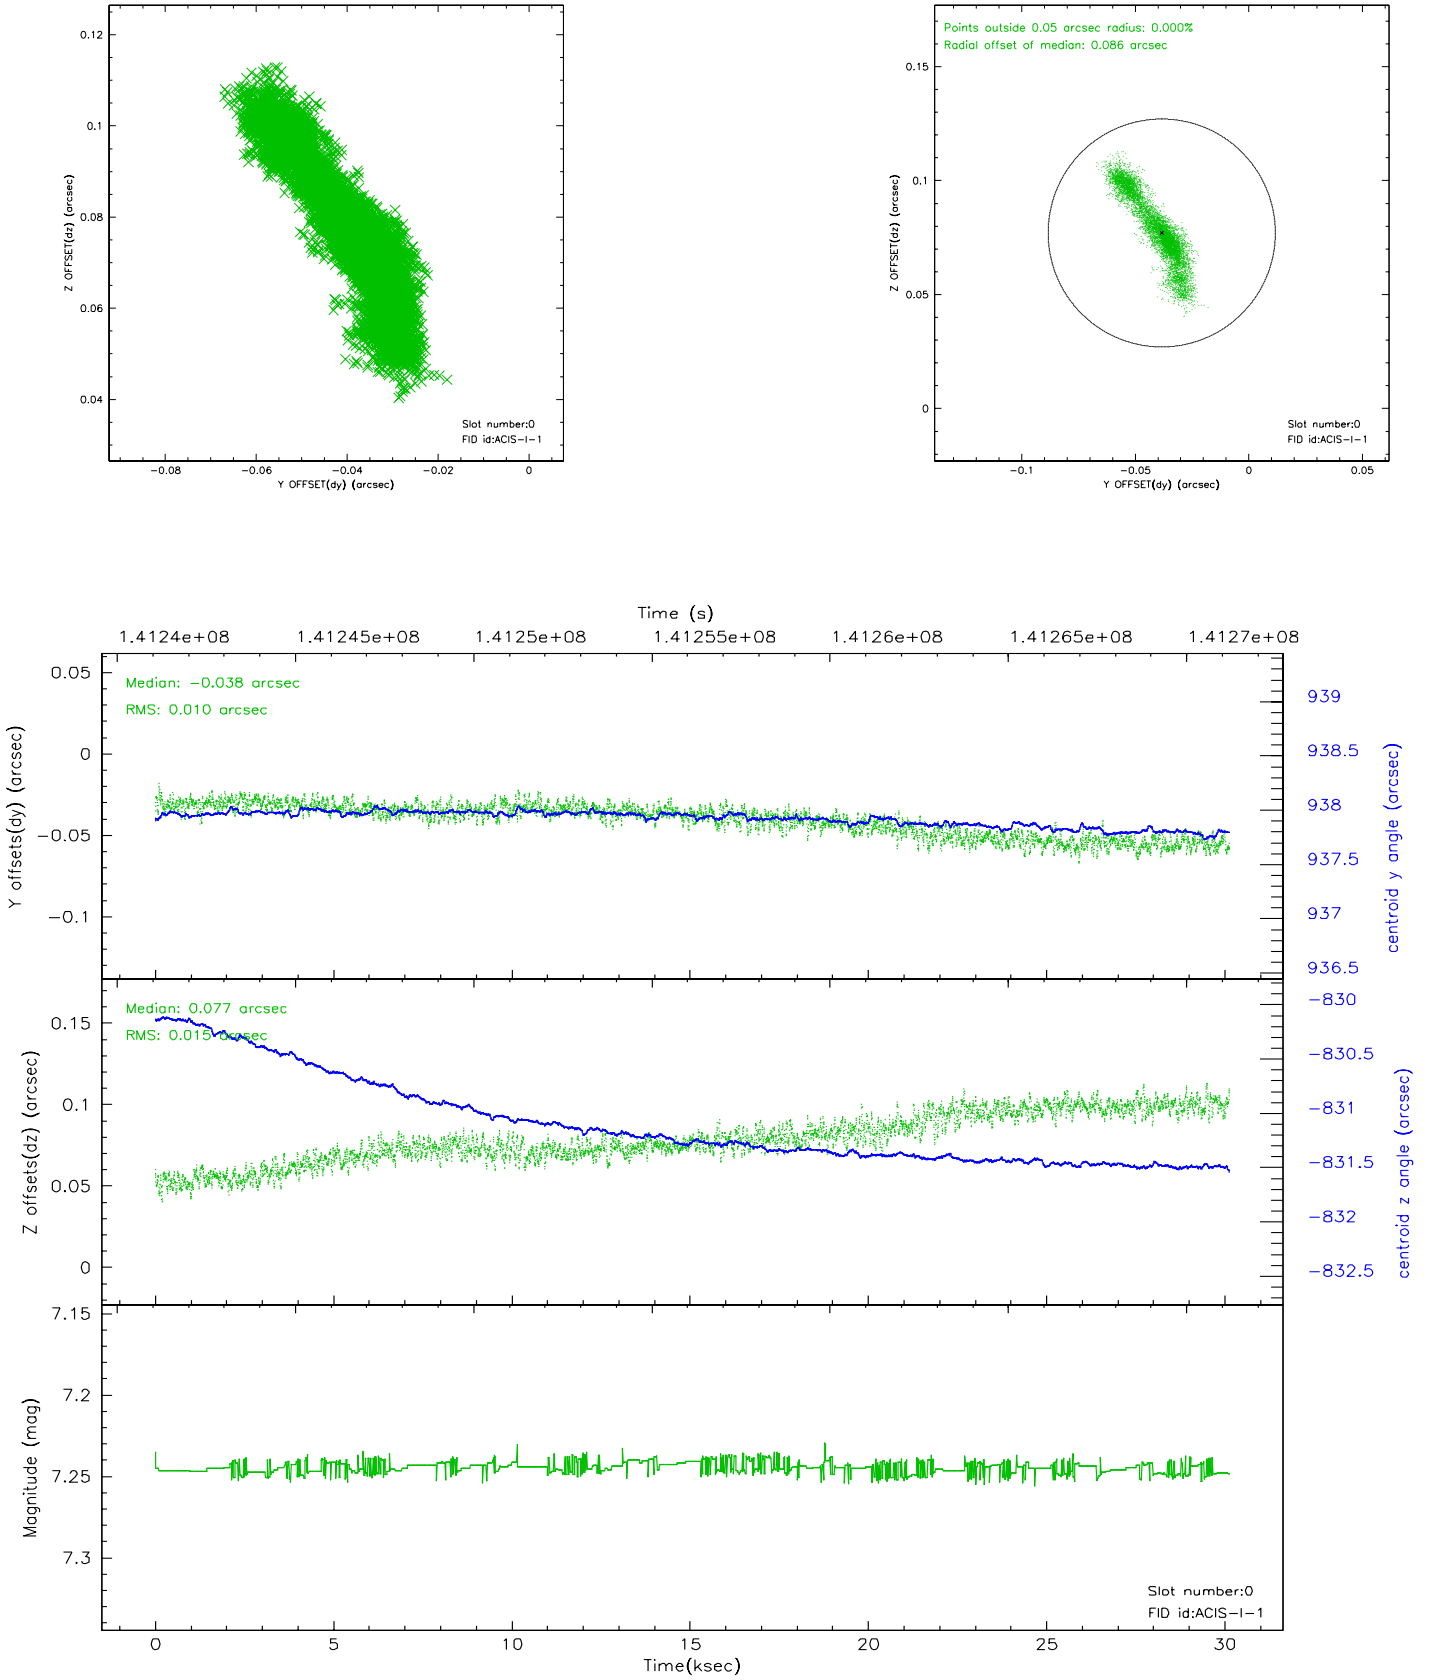 0.12
0.1
0.08
0.06
0.04
Z OFFSET(dz) (arcsec)
Slot number:0
FID id:ACIS-I-1
-0.08
-0.06
-0.04
-0.02
0
Y OFFSET(dy) (arcsec)
Points outside 0.05 arcsec radius: 0.000%
Radial offset of median: 0.086 arcsec
0.15
0.1
0.05
0
Z OFFSET(dz) (arcsec)
Slot number:0
FID id:ACIS-I-1
-0.1
-0.05
0
0.05
Y OFFSET(dy) (arcsec)
Time (s)
1.4124e+08
1.41245e+08
1.4125e+08
1.41255e+08
1.4126e+08
1.41265e+08
1.4127e+08
Median: -0.038 arcsec
RMS: 0.010 arcsec
0.05
0
-0.05
-0.1
Y offsets(dy) (arcsec)
939
938.5
938
937.5
937
936.5
centroid y angle (arcsec)
Median: 0.077 arcsec
RMS: 0.015 arcsec
0.15
0.1
0.05
0
Z offsets(dz) (arcsec)
-830
-830.5
-831
-831.5
-832
-832.5
centroid z angle (arcsec)
7.15
7.2
7.25
7.3
Magnitude (mag)
Slot number:0
FID id:ACIS-I-1
0
5
10
15
20
25
30
Time(ksec)